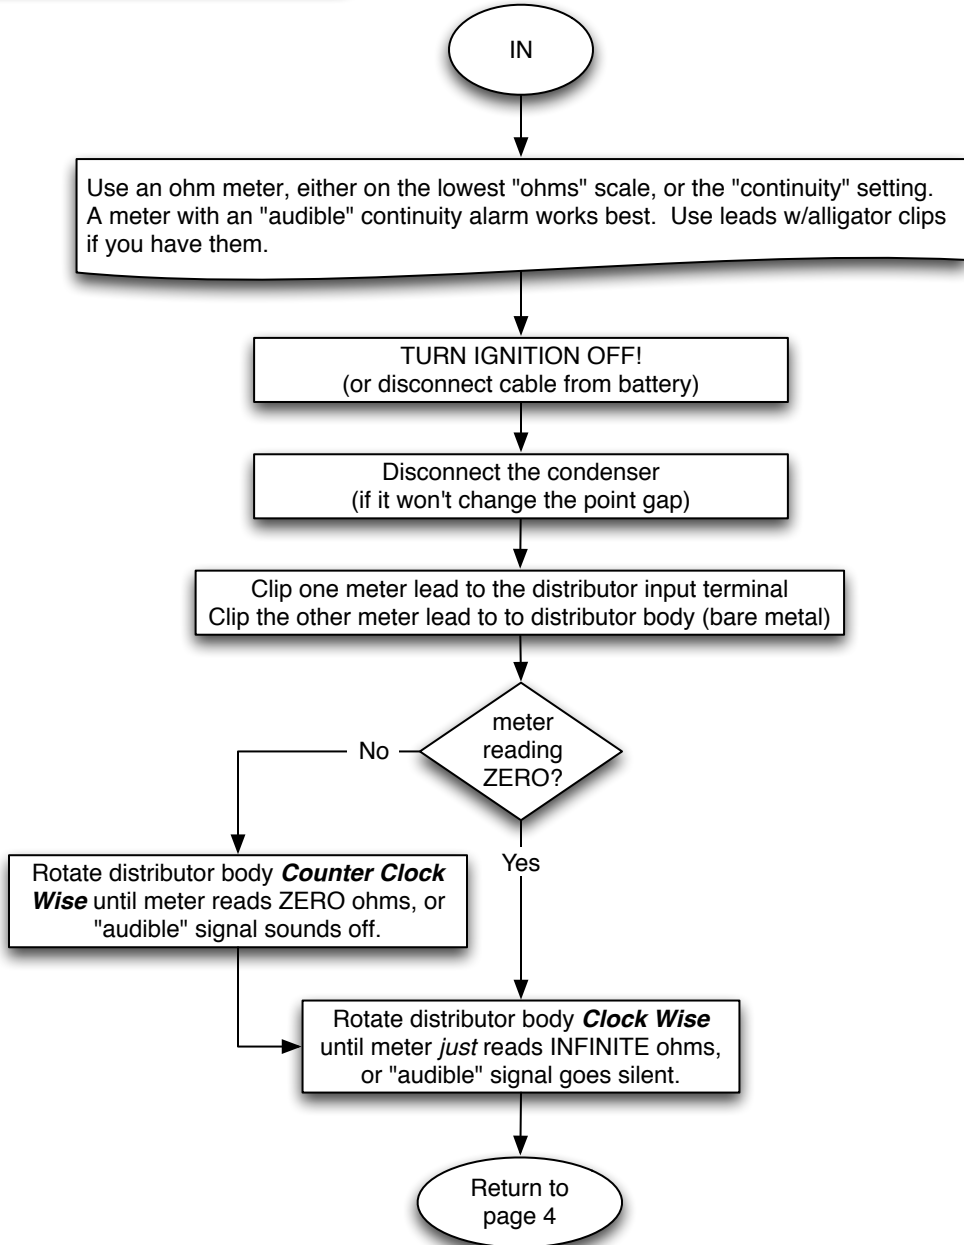 IN
Use an ohm meter, either on the lowest "ohms" scale, or the "continuity" setting.
A meter with an "audible" continuity alarm works best.  Use leads w/alligator clips
if you have them.
TURN IGNITION OFF!
(or disconnect cable from battery)
Disconnect the condenser
(if it won't change the point gap)
Clip one meter lead to the distributor input terminal
Clip the other meter lead to to distributor body (bare metal)
meter
reading
ZERO?
No
Yes
Rotate distributor body Counter Clock
Wise until meter reads ZERO ohms, or
"audible" signal sounds off.
Rotate distributor body Clock Wise
until meter just reads INFINITE ohms,
or "audible" signal goes silent.
Return to
page 4